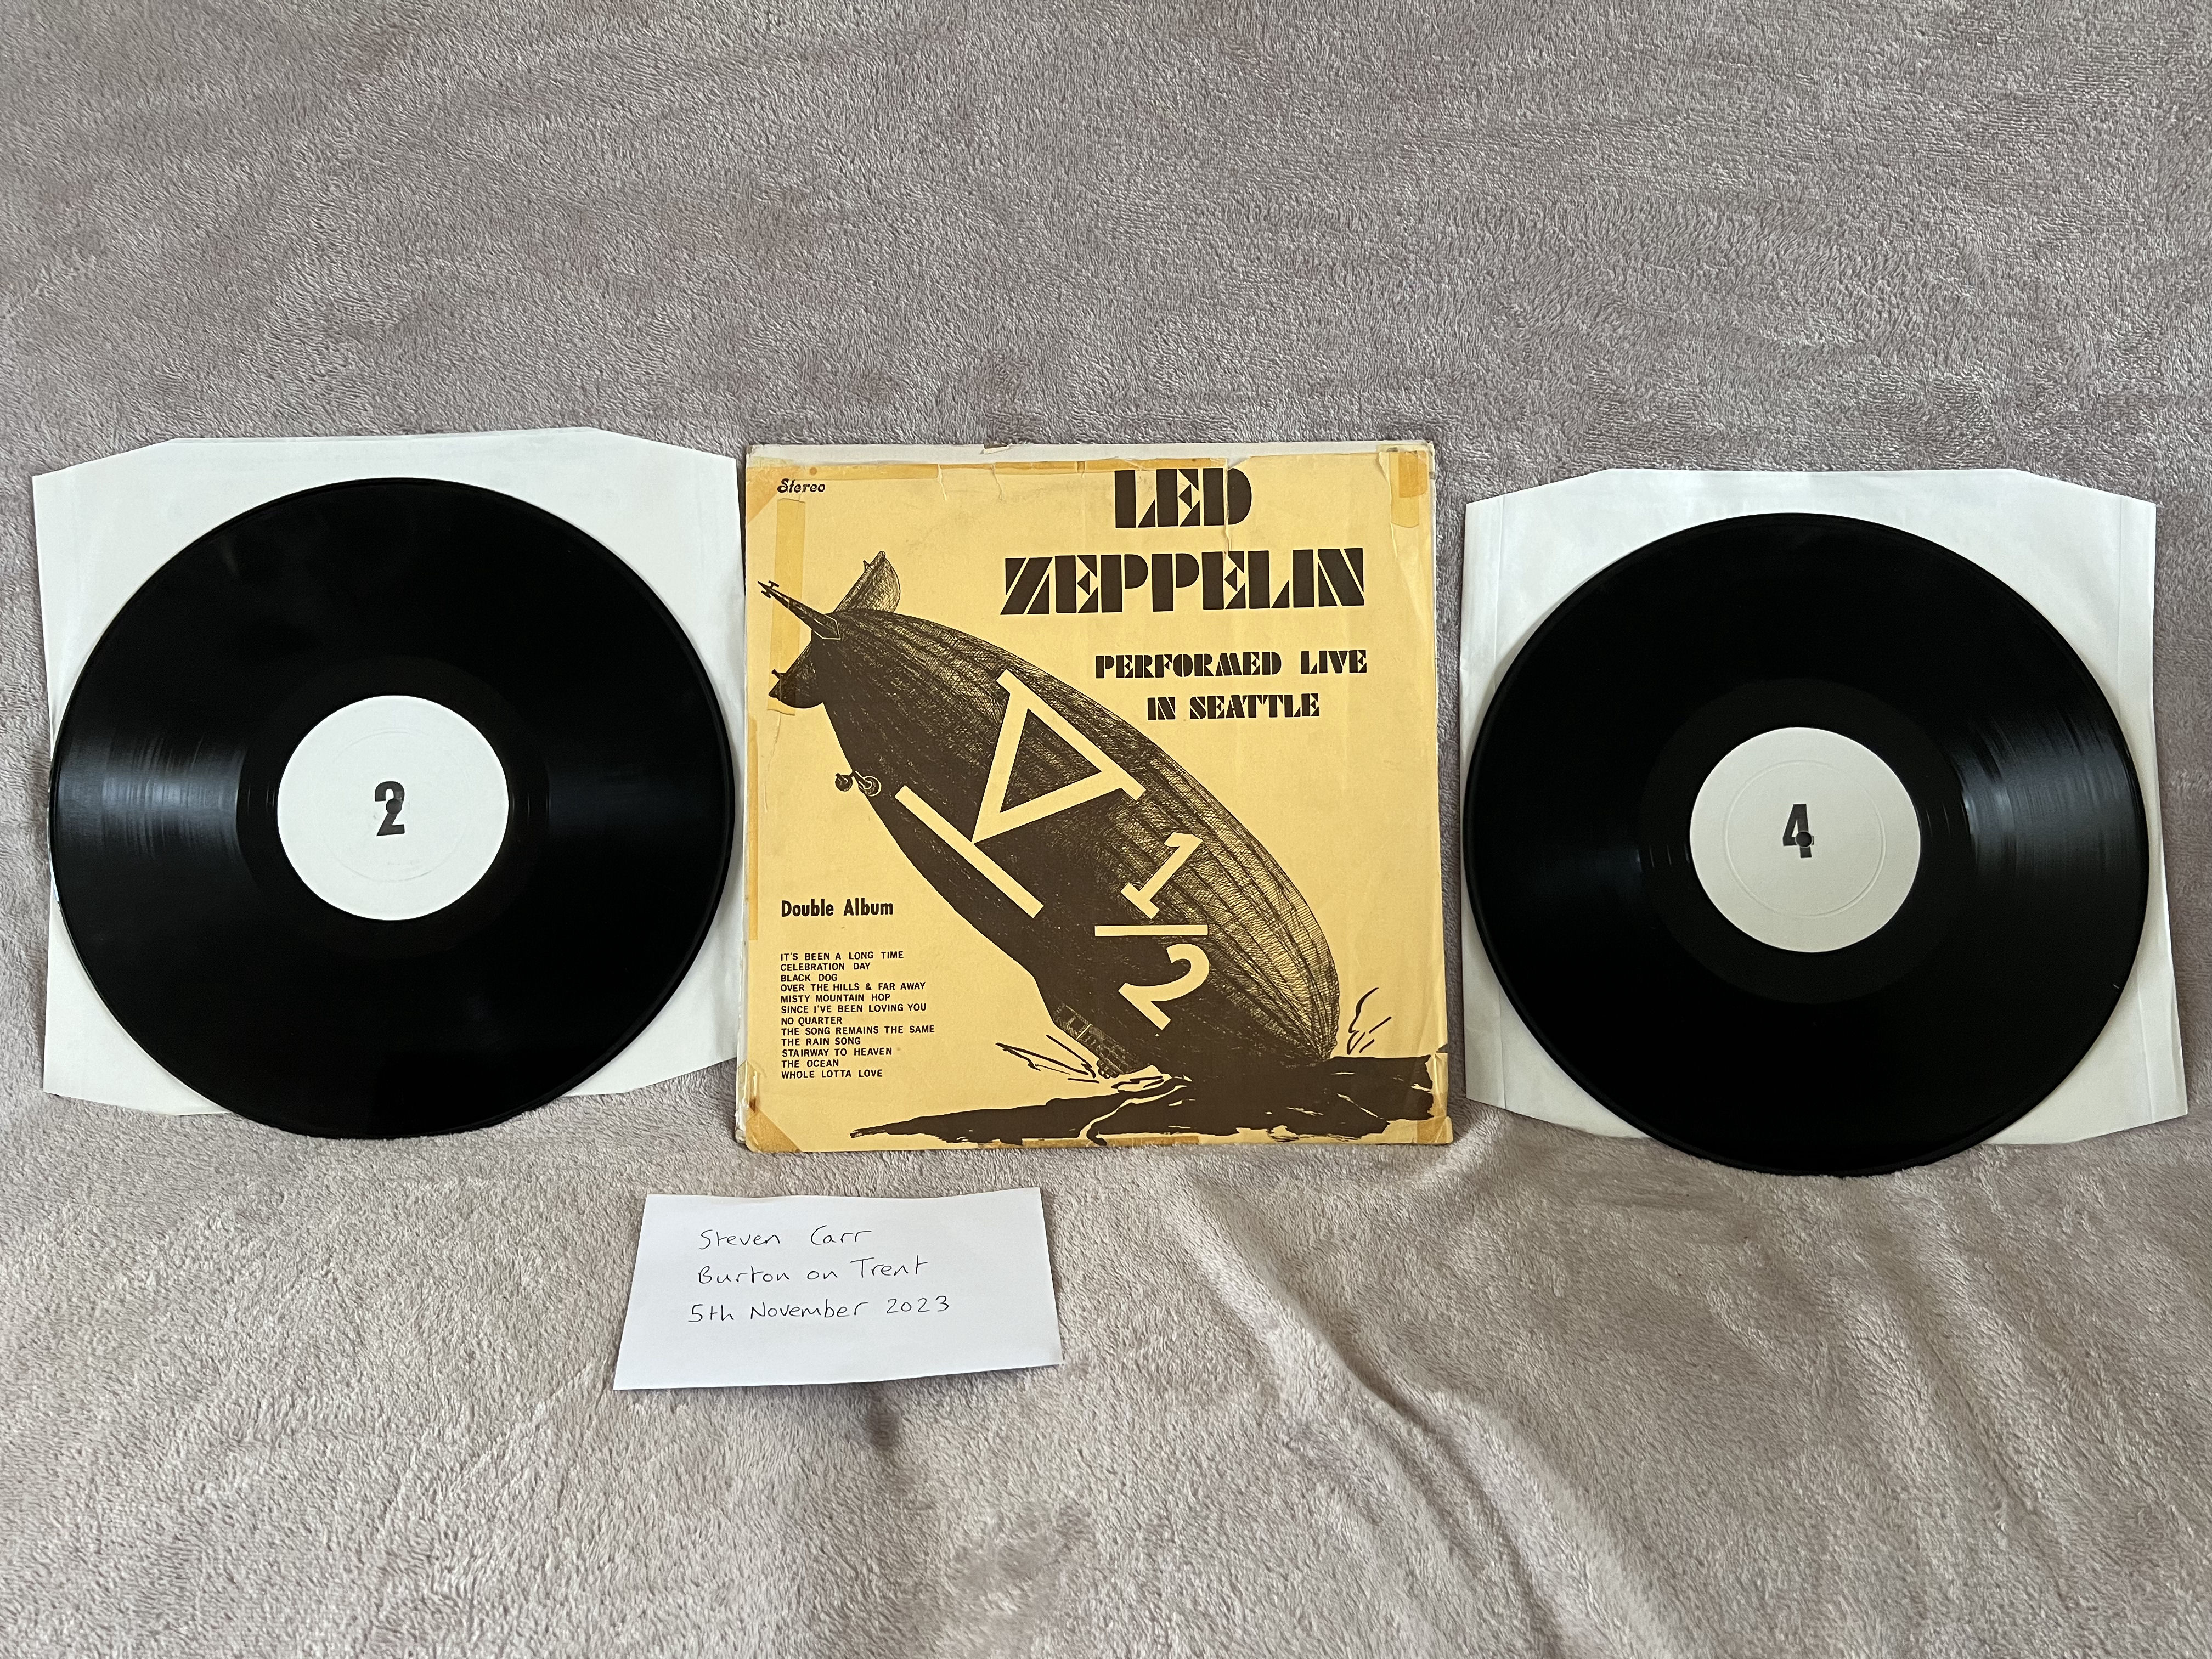 2
Stereo
LED
ZEPPELIN
PERFORMED LIVE
IN SEATTLE
V
1
2
Double Album
IT'S BEEN A LONG TIME
CELEBRATION DAY
BLACK DOG
OVER THE HILLS & FAR AWAY
MISTY MOUNTAIN HOP
SINCE I'VE BEEN LOVING YOU
NO QUARTER
THE SONG REMAINS THE SAME
THE RAIN SONG
STAIRWAY TO HEAVEN
THE OCEAN
WHOLE LOTTA LOVE
4
Steven Carr
Burton on Trent
5th November 2023